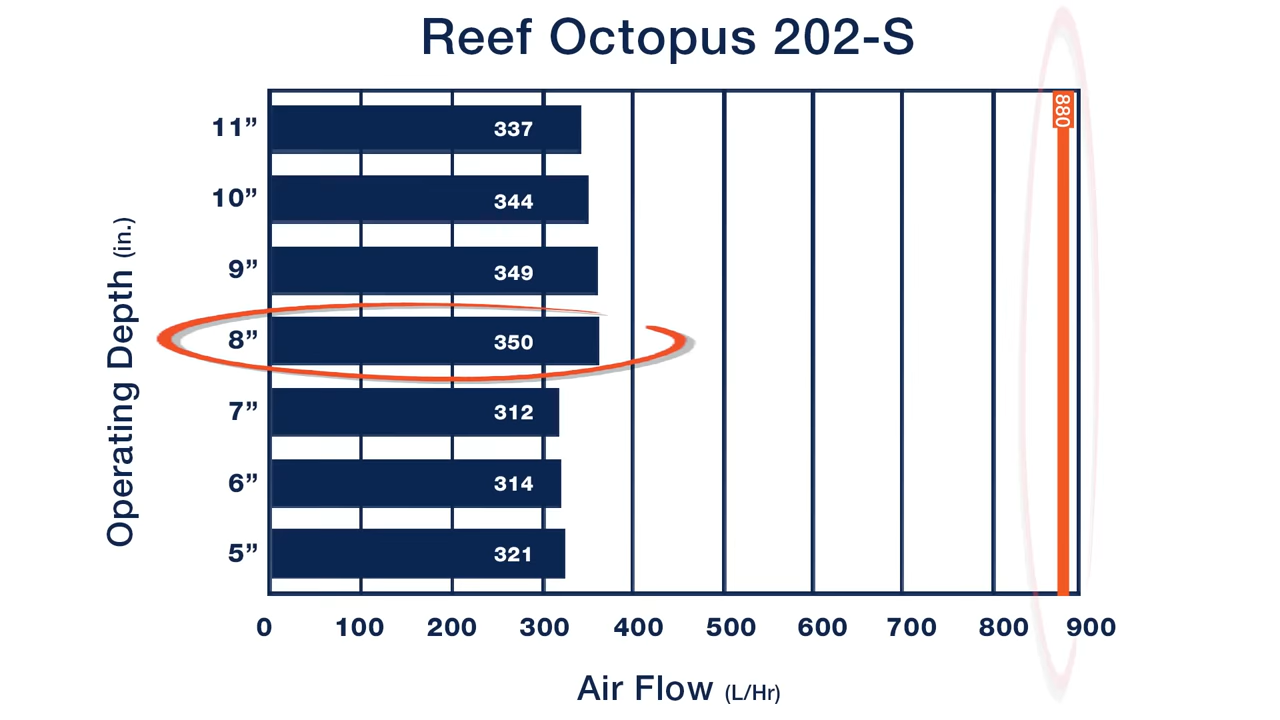 Reef Octopus 202-S
880
11” 337
10” 344
9” 349
8” 350
7” 312
6” 314
5” 321
Operating Depth (in.)
0 100 200 300 400 500 600 700 800 900
Air Flow (L/Hr)